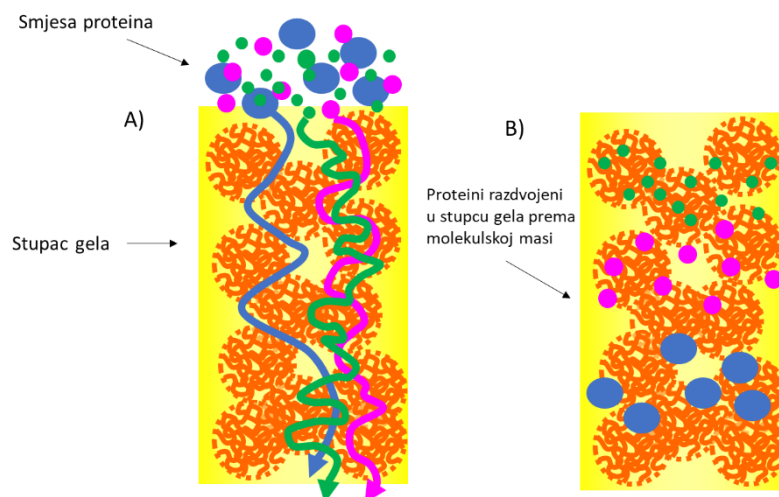 Smjesa proteina
A)
B)
Stupac gela
Proteini razdvojeni
u stupcu gela prema
molekulskoj masi